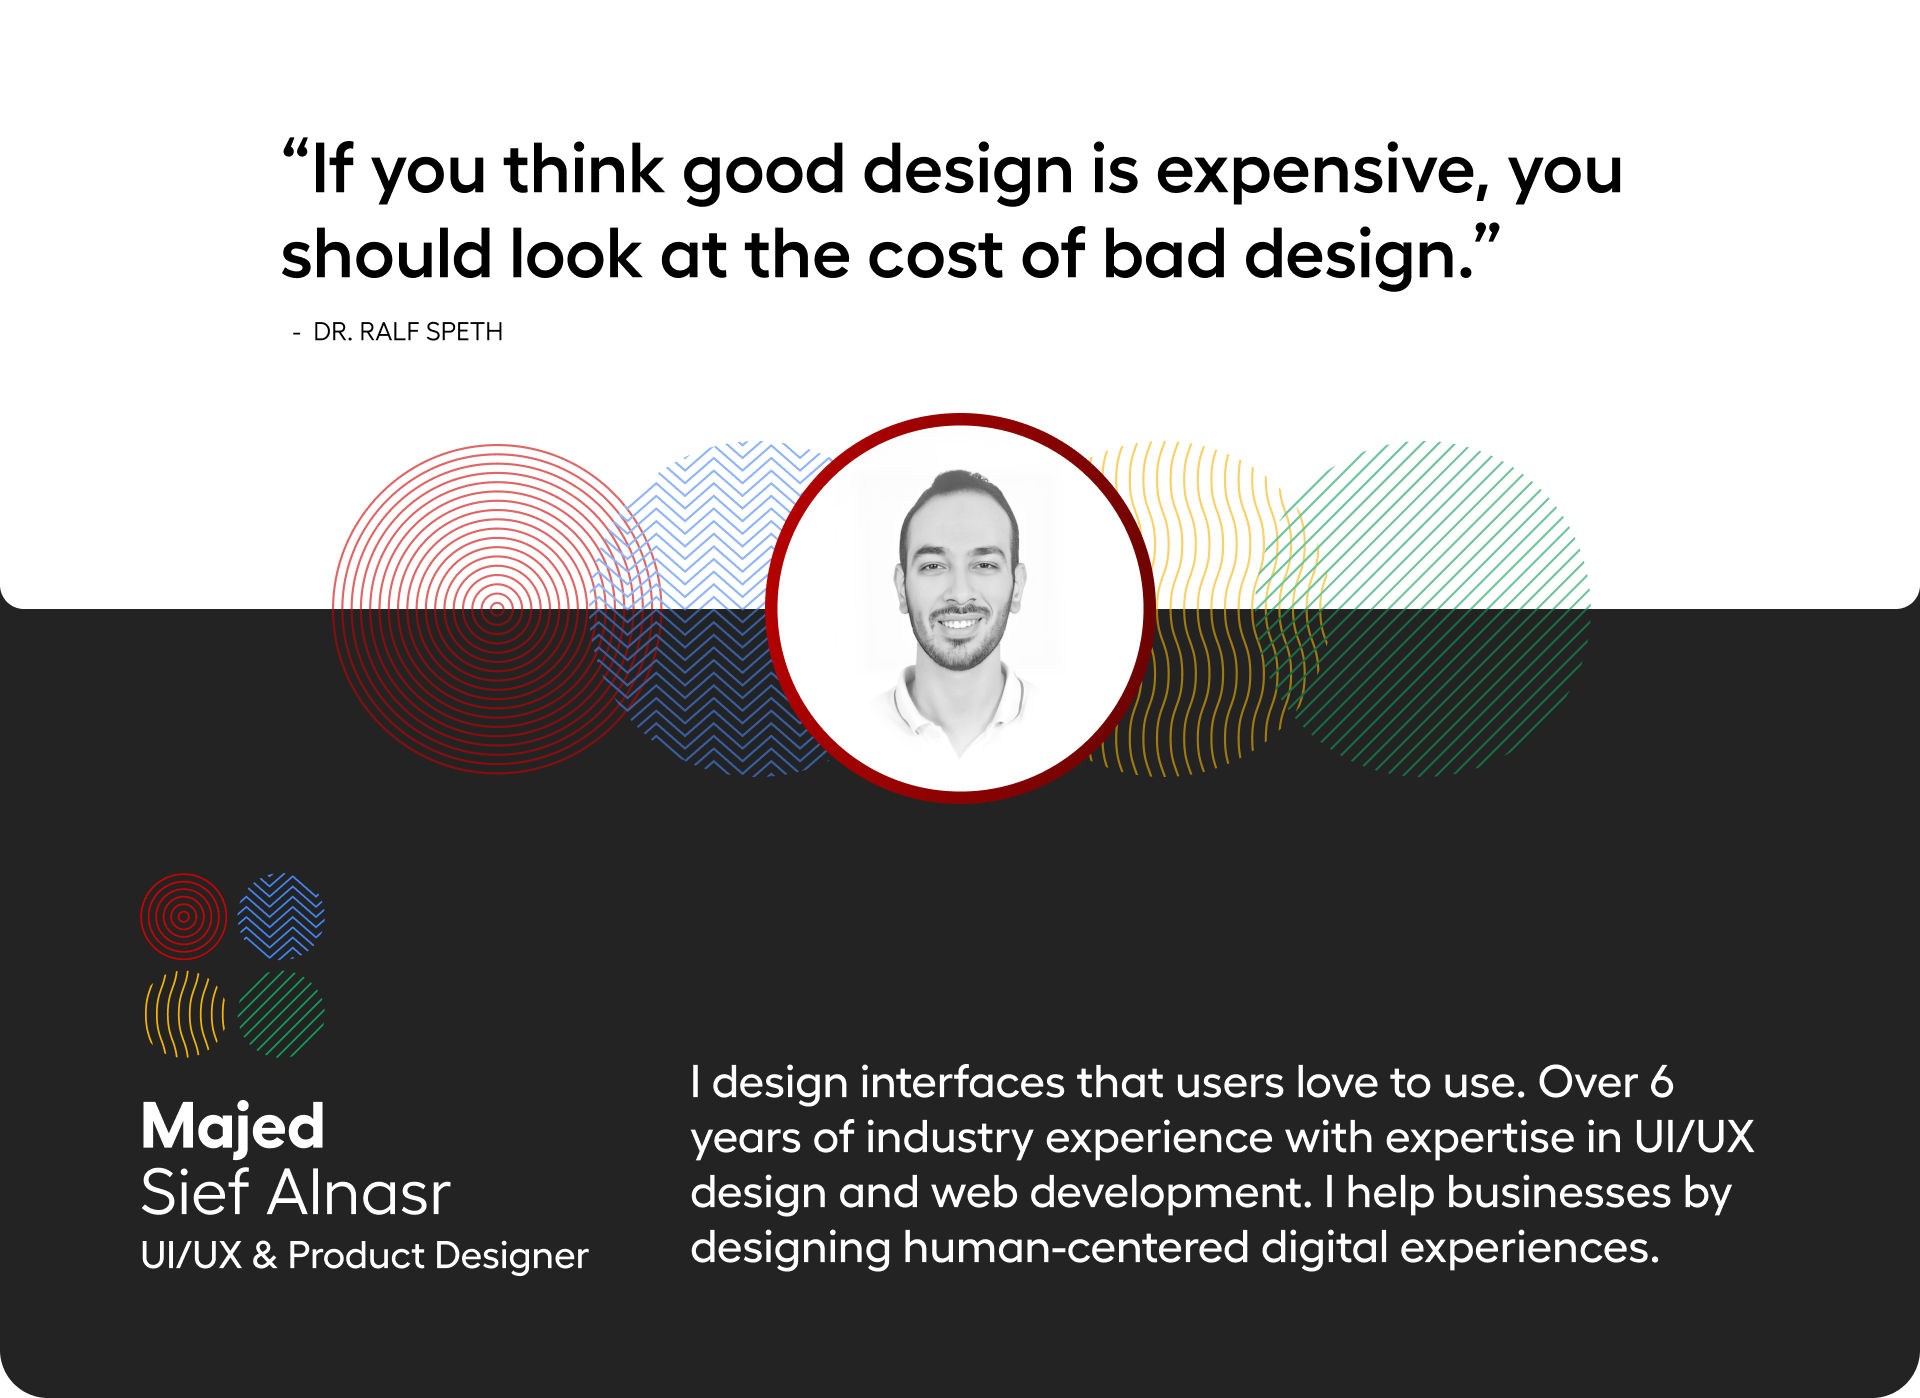 “If you think good design is expensive, you
should look at the cost of bad design.”
- DR. RALF SPETH
Majed
Sief Alnasr
UI/UX & Product Designer
I design interfaces that users love to use. Over 6
years of industry experience with expertise in UI/UX
design and web development. I help businesses by
designing human-centered digital experiences.